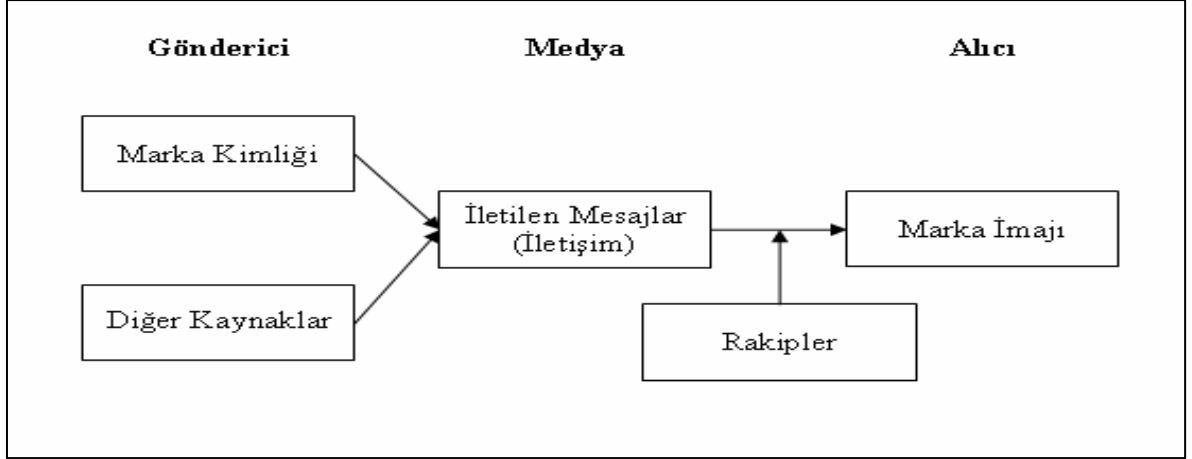 Gönderici
Medya
Alıcı
Marka Kimliği
İletilen Mesajlar
(İletişim)
Marka İmajı
Diğer Kaynaklar
Rakipler